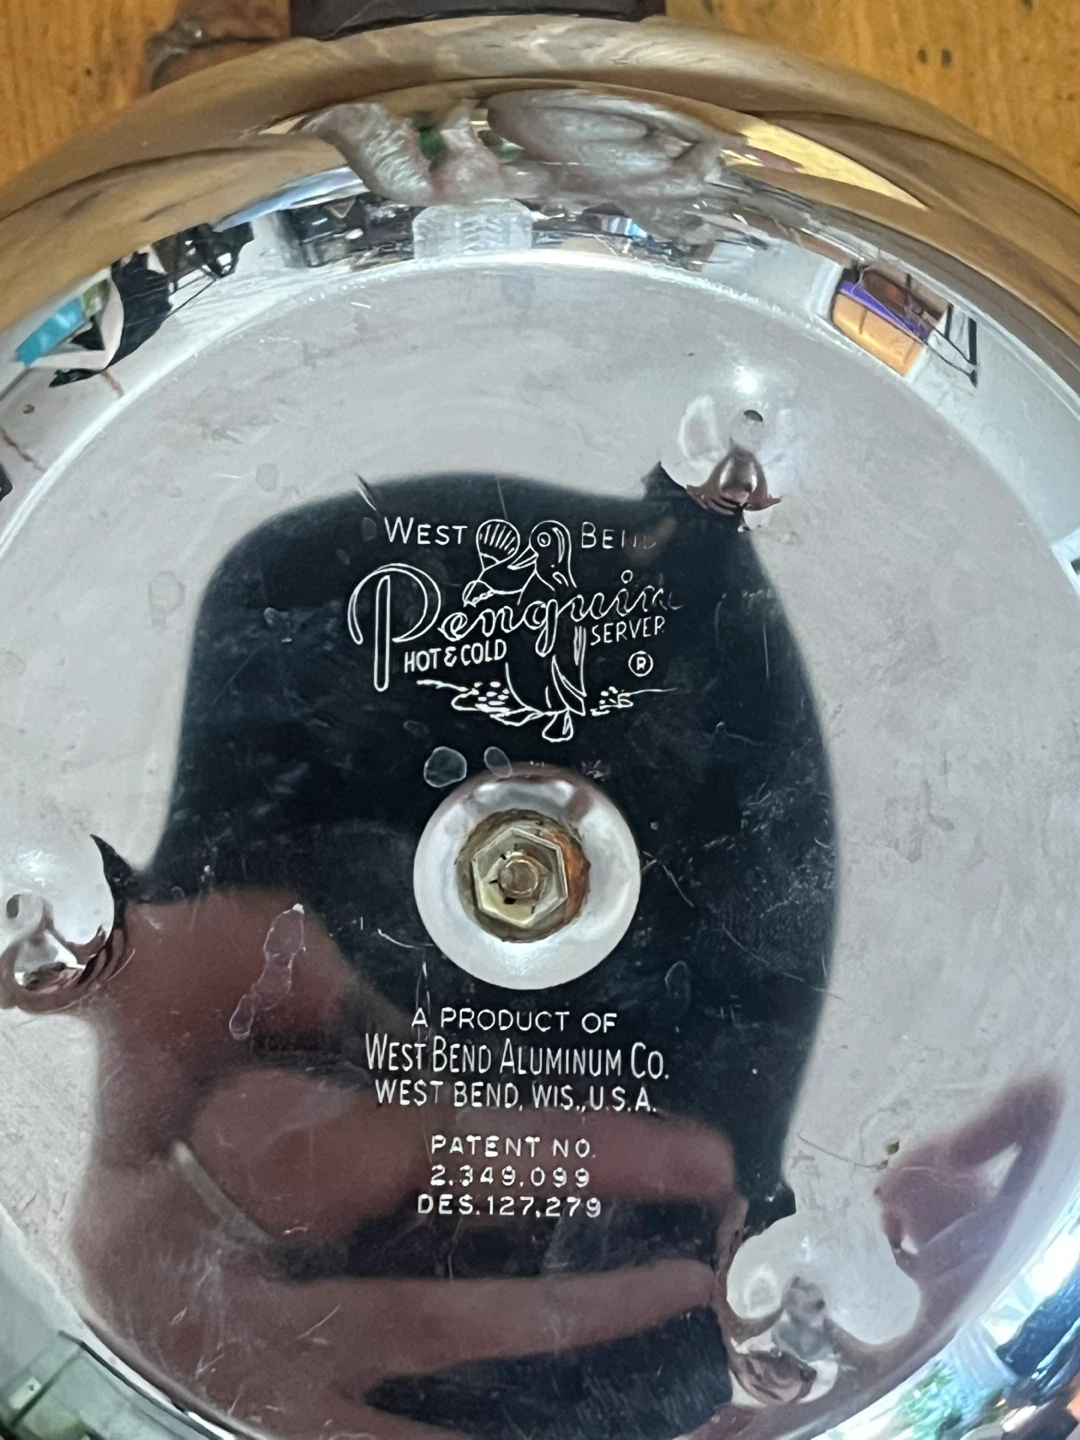 WEST BEND
Penguin
HOT & COLD SERVER
®
A PRODUCT OF
WEST BEND ALUMINUM CO.
WEST BEND, WIS., U.S.A.
PATENT NO.
2,349,099
DES. 127,279